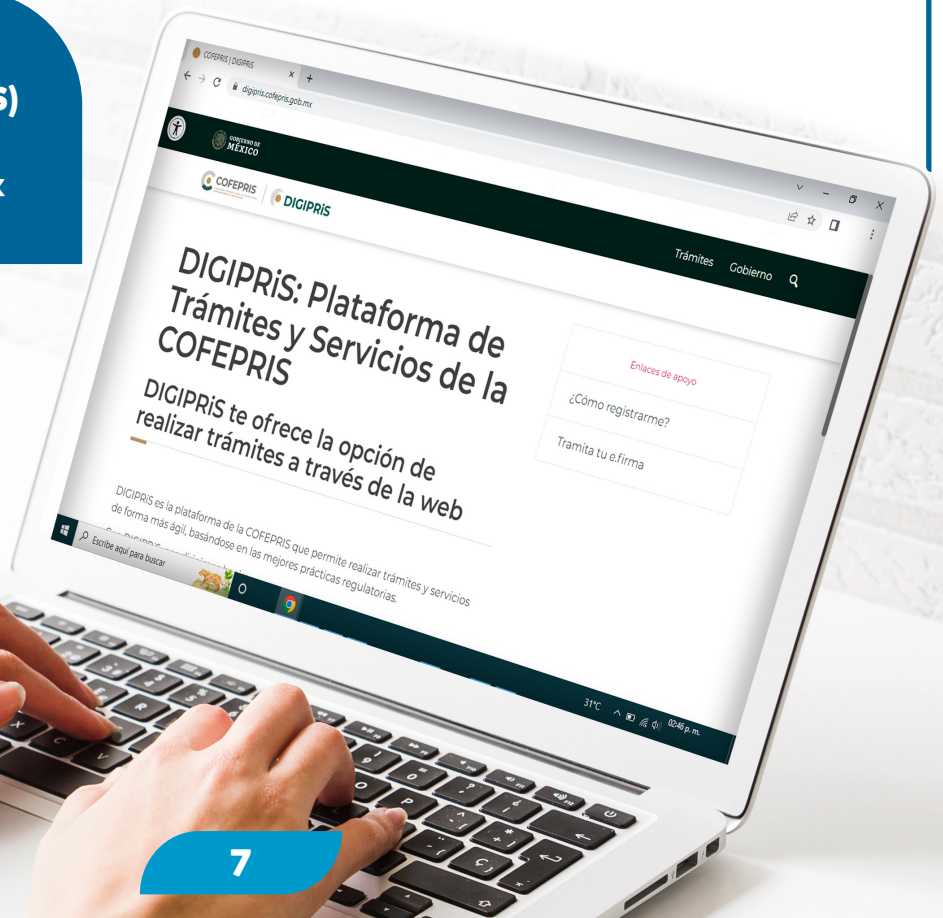 S)
x
COFEPRIS | DIGIPRiS
digipris.cofepris.gob.mx
GOBIERNO DE
MÉXICO
COFEPRIS
DIGIPRiS
Trámites Gobierno
DIGIPRiS: Plataforma de
Trámites y Servicios de la
COFEPRIS
DIGIPRiS te ofrece la opción de
realizar trámites a través de la web
DIGIPRiS es la plataforma de la COFEPRIS que permite realizar trámites y servicios
de forma más ágil, basándose en las mejores prácticas regulatorias.
Enlaces de apoyo
¿Cómo registrarme?
Tramita tu e.firma
Escribe aquí para buscar
31°C
02:46 p. m.
7